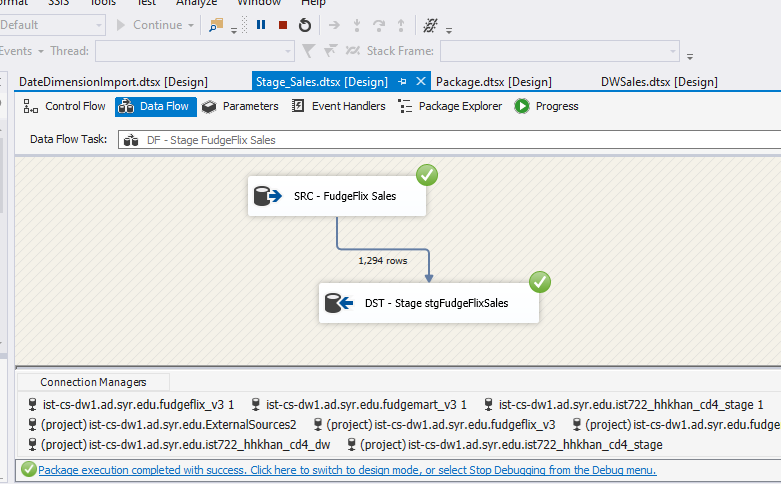 ormat SSIS Tools Test Analyze Window Help
Default Continue
Events Thread: Stack Frame:
DateDimensionImport.dtsx [Design] Stage_Sales.dtsx [Design] Package.dtsx [Design] DWSales.dtsx [Design]
Control Flow Data Flow Parameters Event Handlers Package Explorer Progress
Data Flow Task: DF - Stage FudgeFlix Sales
SRC - FudgeFlix Sales
1,294 rows
DST - Stage stgFudgeFlixSales
Connection Managers
ist-cs-dw1.ad.syr.edu.fudgeflix_v3 1 ist-cs-dw1.ad.syr.edu.fudgemart_v3 1 ist-cs-dw1.ad.syr.edu.ist722_hhkhan_cd4_stage 1
(project) ist-cs-dw1.ad.syr.edu.ExternalSources2 (project) ist-cs-dw1.ad.syr.edu.fudgeflix_v3 (project) ist-cs-dw1.ad.syr.edu.fudge
(project) ist-cs-dw1.ad.syr.edu.ist722_hhkhan_cd4_dw (project) ist-cs-dw1.ad.syr.edu.ist722_hhkhan_cd4_stage
Package execution completed with success. Click here to switch to design mode, or select Stop Debugging from the Debug menu.